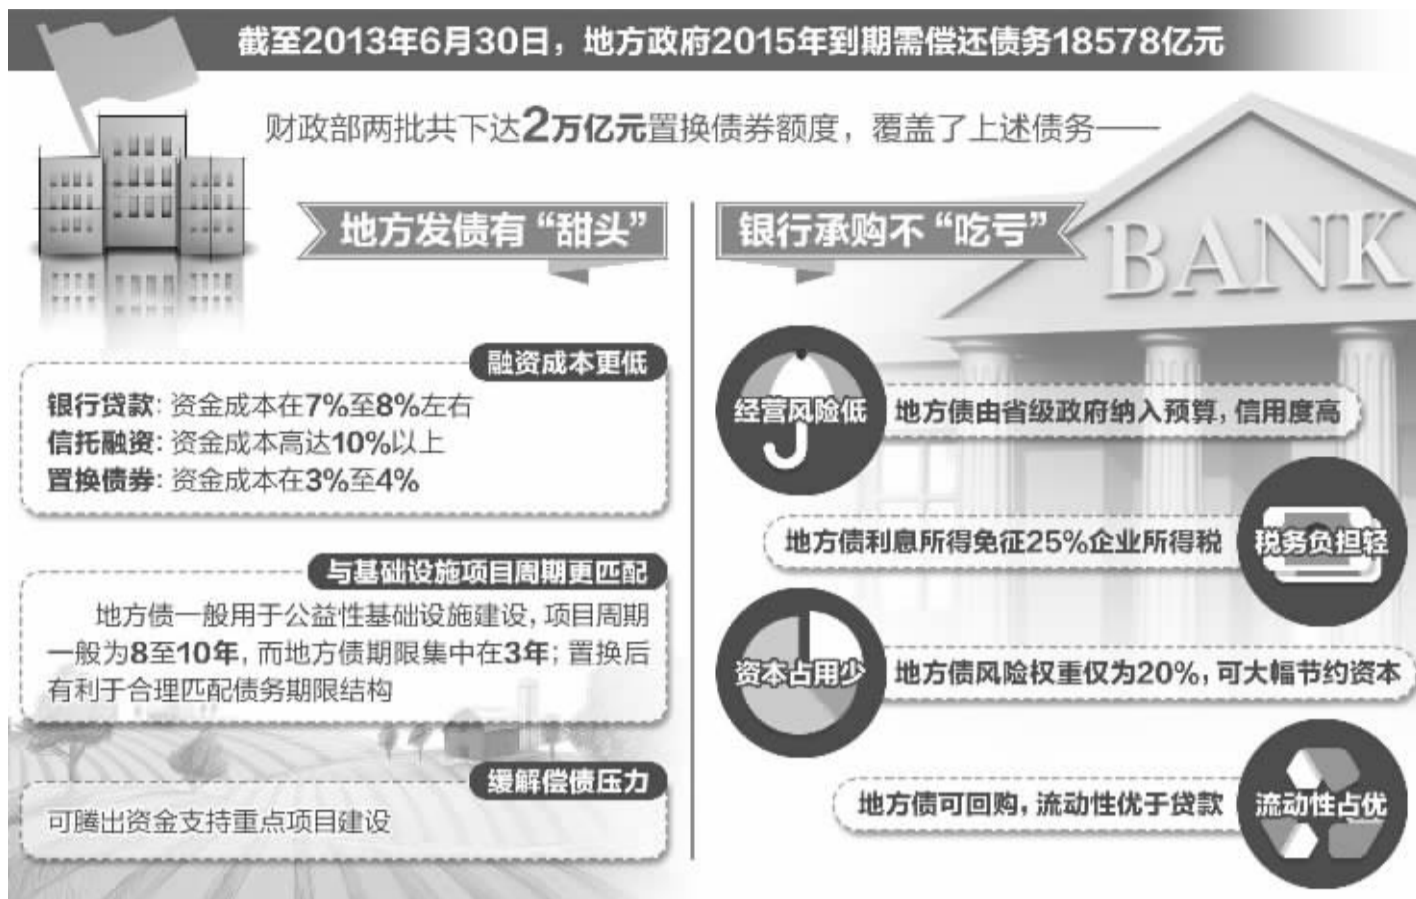 截至2013年6月30日，地方政府2015年到期需偿还债务18578亿元
财政部两批共下达2万亿元置换债券额度，覆盖了上述债务——
地方发债有“甜头”
融资成本更低
银行贷款：资金成本在7%至8%左右
信托融资：资金成本高达10%以上
置换债券：资金成本在3%至4%
与基础设施项目周期更匹配
地方债一般用于公益性基础设施建设，项目周期
一般为8至10年，而地方债期限集中在3年；置换后
有利于合理匹配债务期限结构
缓解偿债压力
可腾出资金支持重点项目建设
银行承购不“吃亏”
BANK
经营风险低
地方债由省级政府纳入预算，信用度高
地方债利息所得免征25%企业所得税
税务负担轻
资本占用少
地方债风险权重仅为20%，可大幅节约资本
地方债可回购，流动性优于贷款
流动性占优